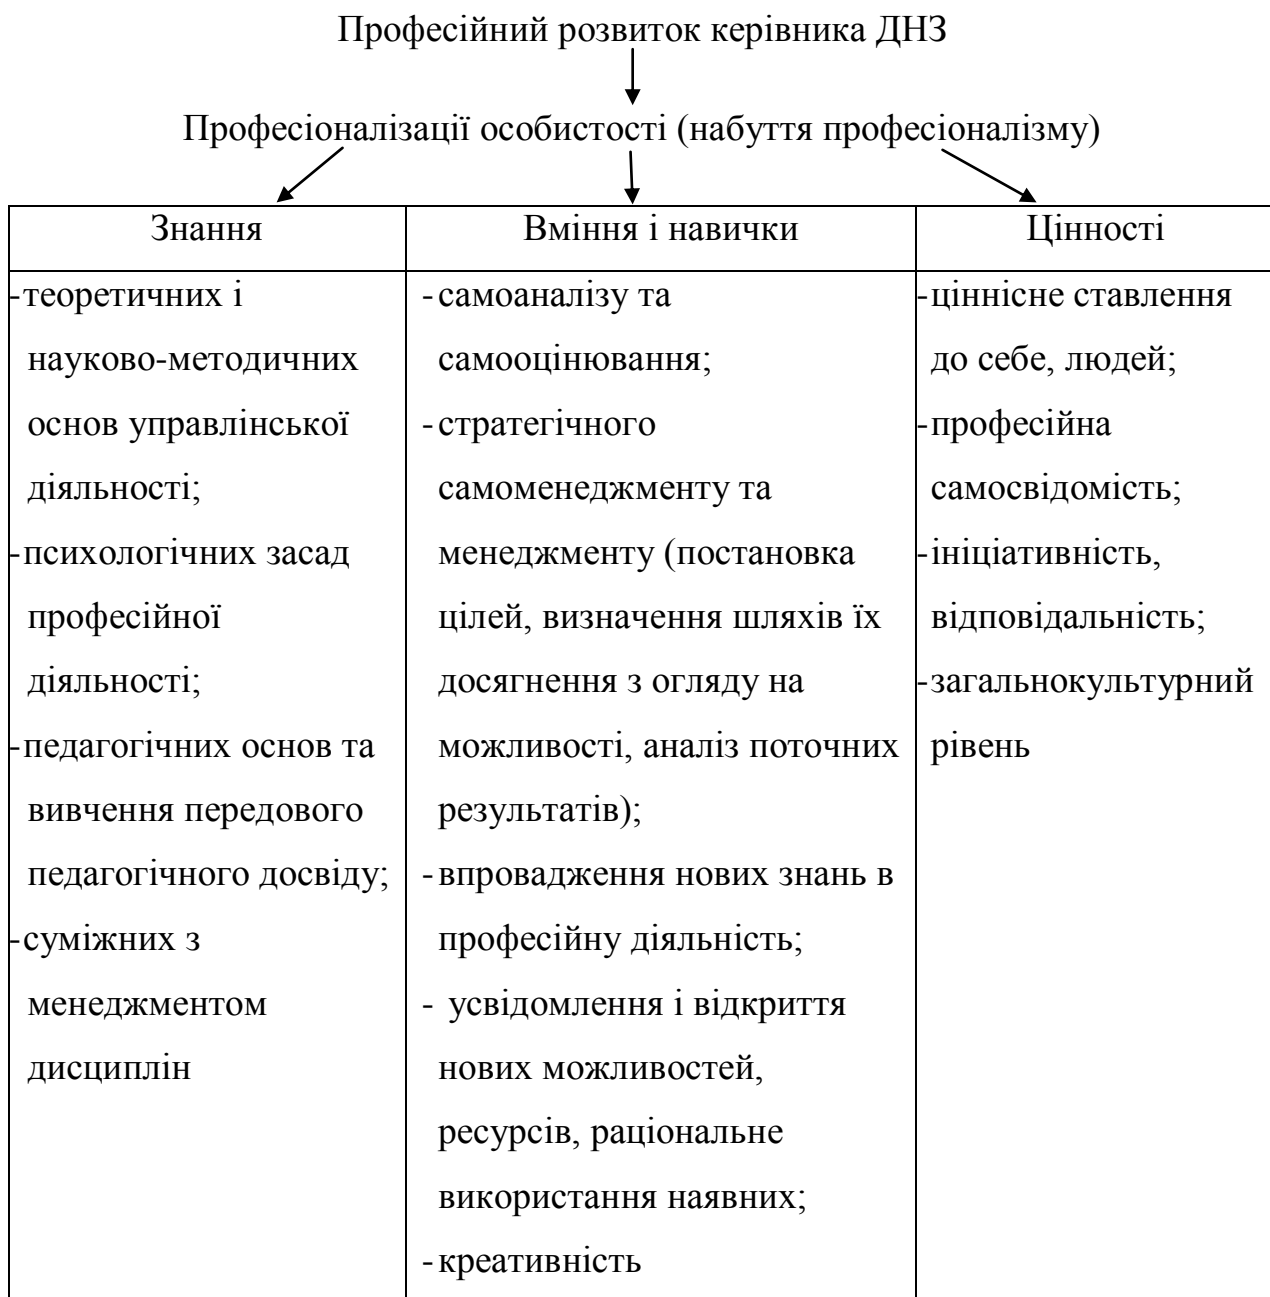 Професійний розвиток керівника ДНЗ
Професіоналізації особистості (набуття професіоналізму)
Знання
-теоретичних і
науково-методичних
основ управлінської
діяльності;
-психологічних засад
професійної
діяльності;
-педагогічних основ та
вивчення передового
педагогічного досвіду;
-суміжних з
менеджментом
дисциплін
Вміння і навички
-самоаналізу та
самооцінювання;
-стратегічного
самоменеджменту та
менеджменту (постановка
цілей, визначення шляхів їх
досягнення з огляду на
можливості, аналіз поточних
результатів);
-впровадження нових знань в
професійну діяльність;
- усвідомлення і відкриття
нових можливостей,
ресурсів, раціональне
використання наявних;
-креативність
Цінності
-ціннісне ставлення
до себе, людей;
-професійна
самосвідомість;
-ініціативність,
відповідальність;
-загальнокультурний
рівень